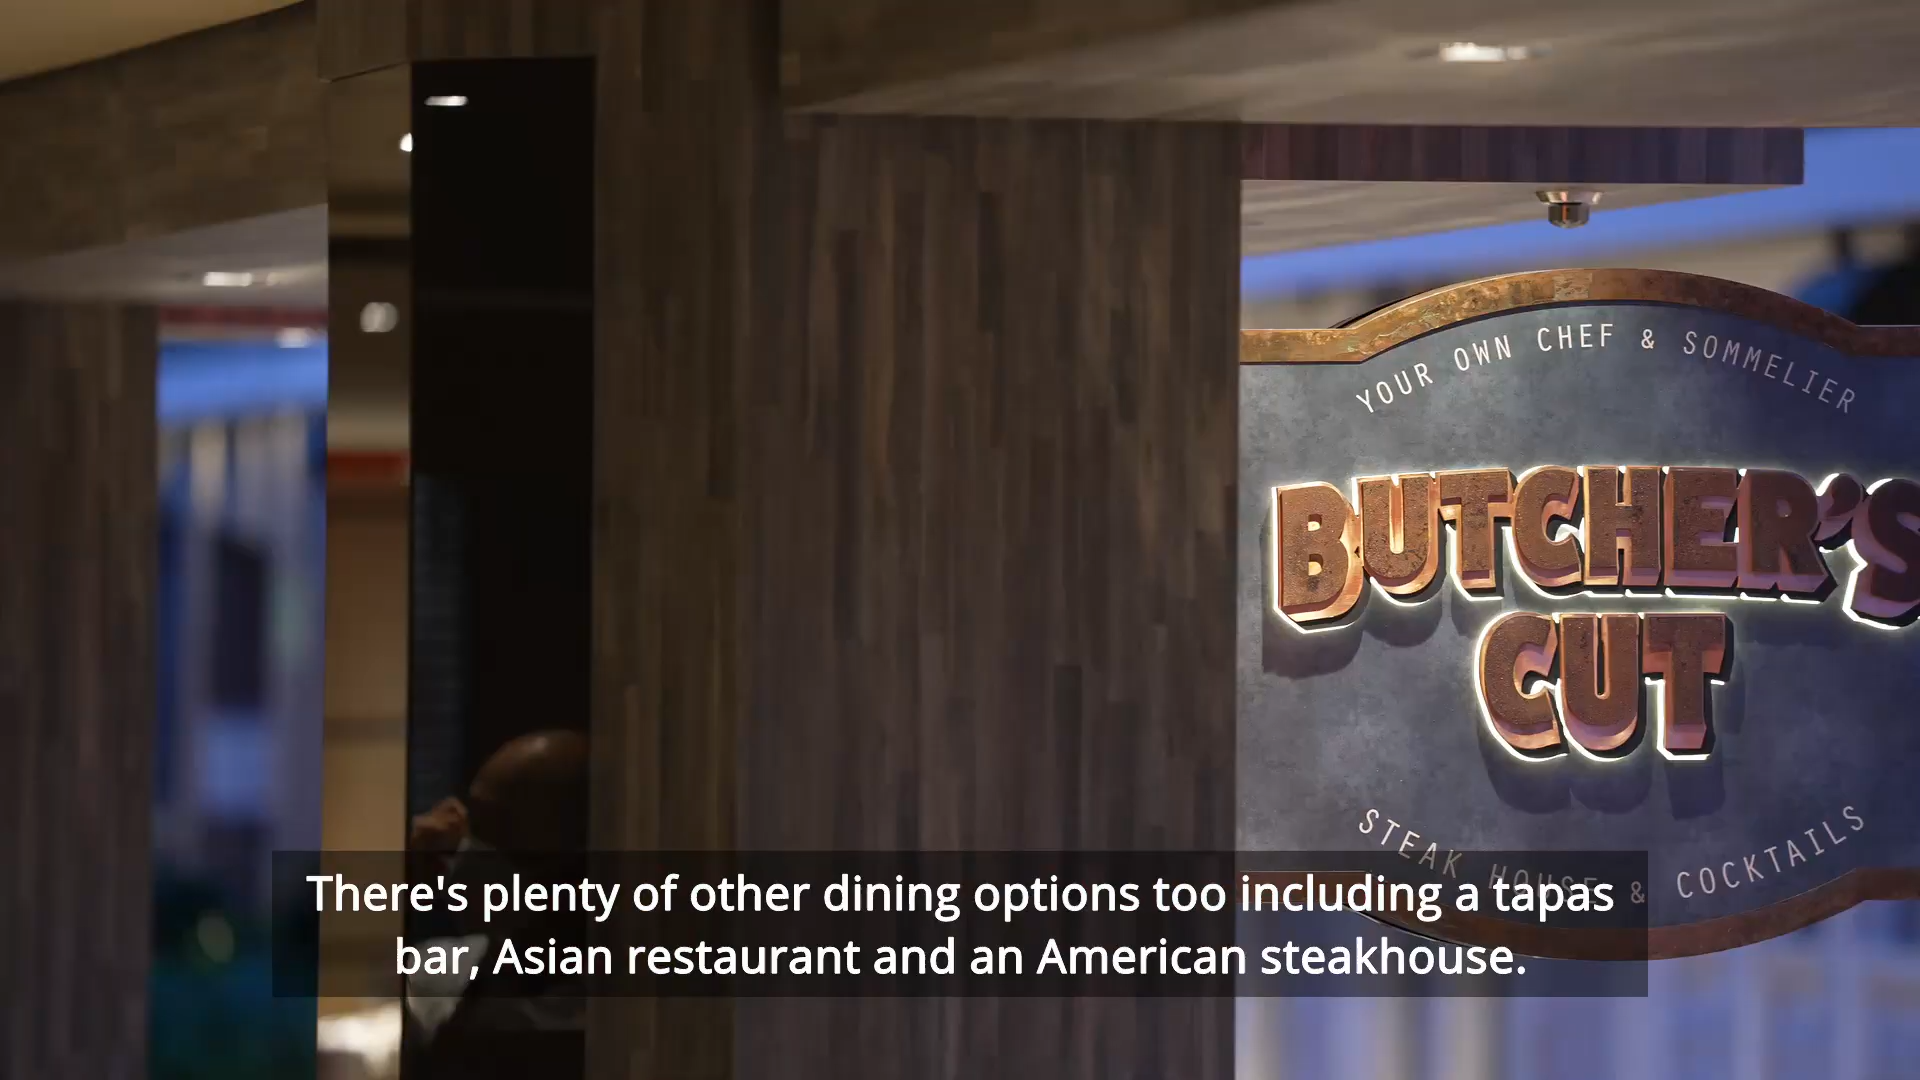 YOUR OWN CHEF & SOMMELIER
BUTCHER'S
CUT
STEAK HOUSE & COCKTAILS
There's plenty of other dining options too including a tapas
bar, Asian restaurant and an American steakhouse.